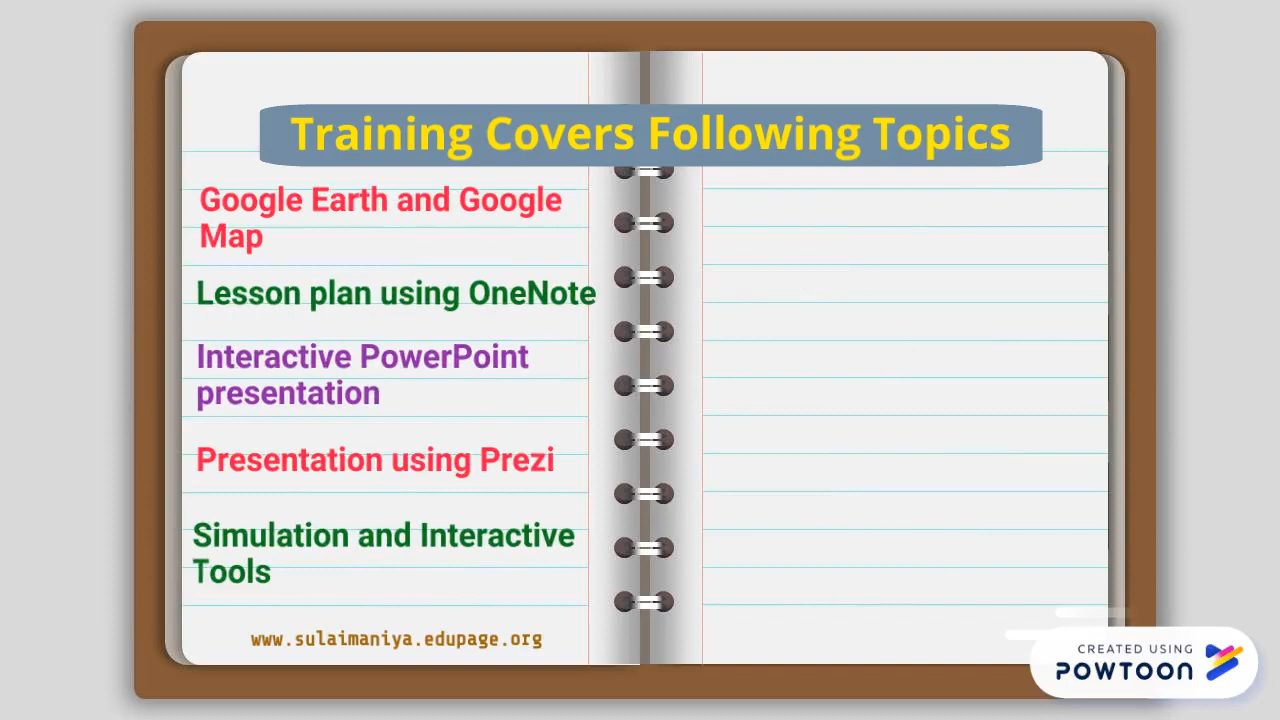 Training Covers Following Topics
Google Earth and Google
Map
Lesson plan using OneNote
Interactive PowerPoint
presentation
Presentation using Prezi
Simulation and Interactive
Tools
www.sulaimaniya.edupage.org
CREATED USING
POWTOON